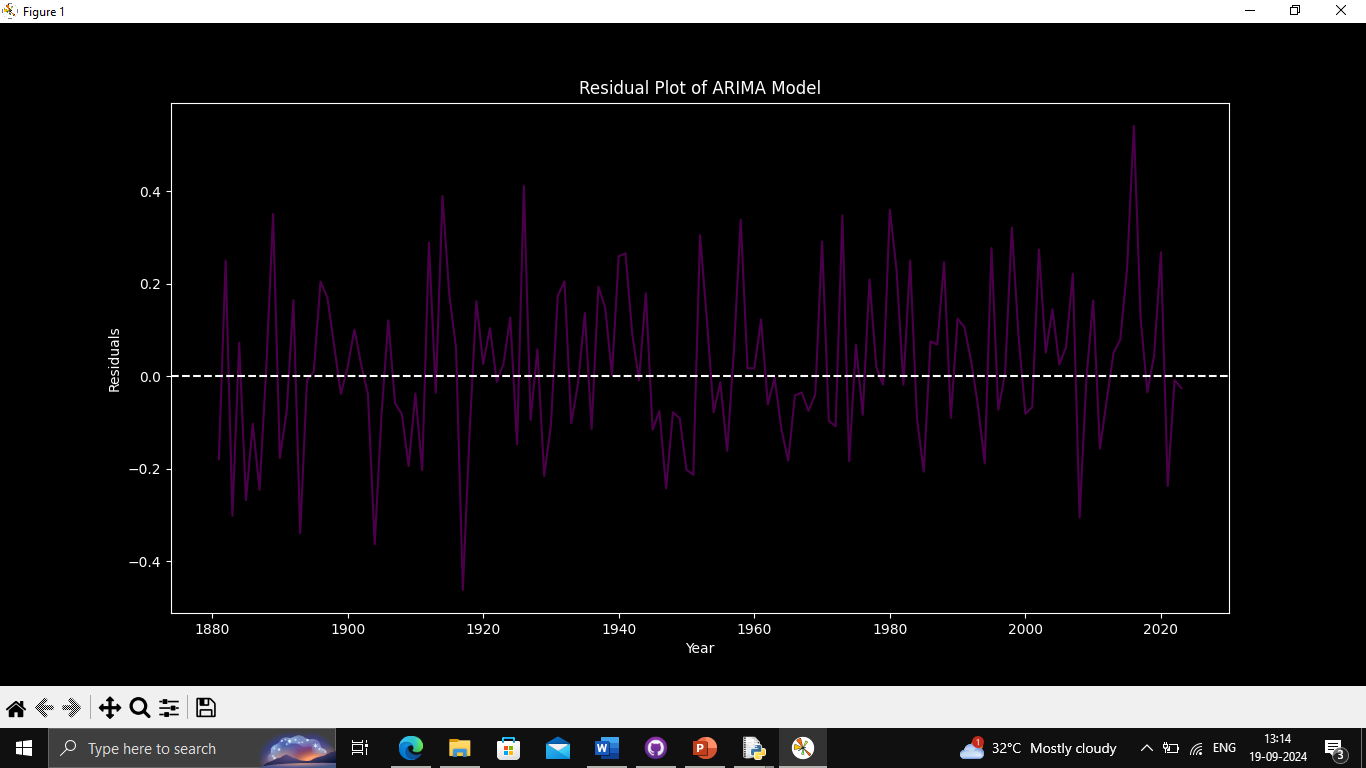 Figure 1
Residual Plot of ARIMA Model
0.4
0.2
0.0
−0.2
−0.4
Residuals
1880 1900 1920 1940 1960 1980 2000 2020
Year
Type here to search
W
P
1
32°C Mostly cloudy
ENG
13:14
19-09-2024
3